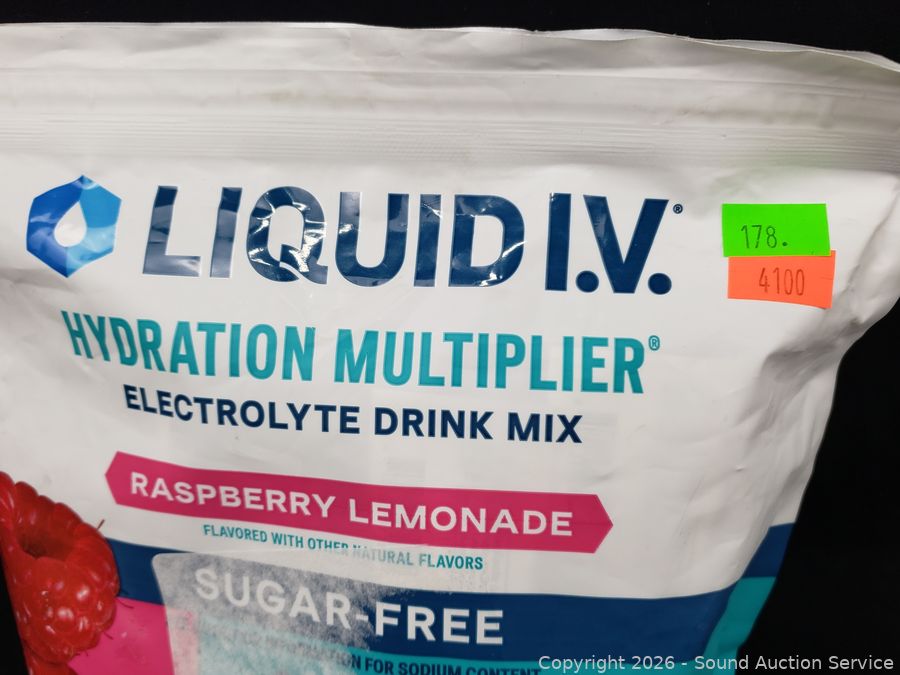 LIQUID I.V.®
178.
4100
HYDRATION MULTIPLIER®
ELECTROLYTE DRINK MIX
RASPBERRY LEMONADE
FLAVORED WITH OTHER NATURAL FLAVORS
SUGAR-FREE
FOR SODIUM CONTENT
Copyright 2026 - Sound Auction Service